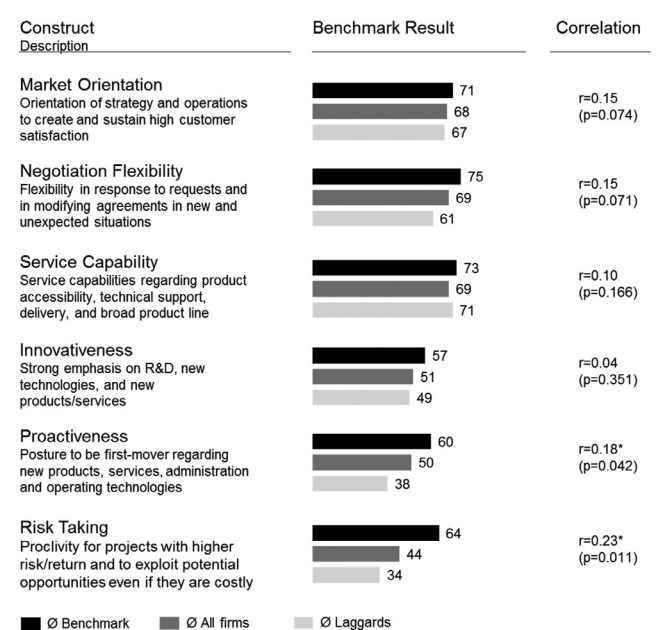 Construct
Description
Benchmark Result
Correlation
Market Orientation
Orientation of strategy and operations
to create and sustain high customer
satisfaction
71
68
67
r=0.15
(p=0.074)
Negotiation Flexibility
Flexibility in response to requests and
in modifying agreements in new and
unexpected situations
75
69
61
r=0.15
(p=0.071)
Service Capability
Service capabilities regarding product
accessibility, technical support,
delivery, and broad product line
73
69
71
r=0.10
(p=0.166)
Innovativeness
Strong emphasis on R&D, new
technologies, and new
products/services
57
51
49
r=0.04
(p=0.351)
Proactiveness
Posture to be first-mover regarding
new products, services, administration
and operating technologies
60
50
38
r=0.18*
(p=0.042)
Risk Taking
Proclivity for projects with higher
risk/return and to exploit potential
opportunities even if they are costly
64
44
34
r=0.23*
(p=0.011)
Ø Benchmark
Ø All firms
Ø Laggards